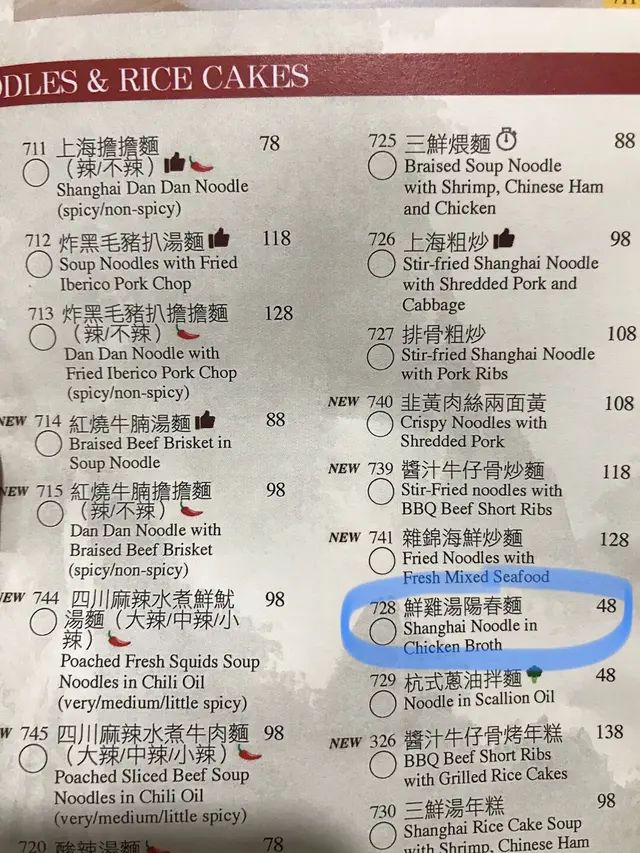 NOODLES & RICE CAKES
711 上海擔擔麵 78
（辣/不辣）
Shanghai Dan Dan Noodle
(spicy/non-spicy)
712 炸黑毛豬扒湯麵 118
Soup Noodles with Fried
Iberico Pork Chop
713 炸黑毛豬扒擔擔麵 128
（辣/不辣）
Dan Dan Noodle with
Fried Iberico Pork Chop
(spicy/non-spicy)
NEW 714 紅燒牛腩湯麵 88
Braised Beef Brisket in
Soup Noodle
NEW 715 紅燒牛腩擔擔麵 98
（辣/不辣）
Dan Dan Noodle with
Braised Beef Brisket
(spicy/non-spicy)
NEW 744 四川麻辣水煮鮮魷 98
湯麵（大辣/中辣/小
辣）
Poached Fresh Squids Soup
Noodles in Chili Oil
(very/medium/little spicy)
745 四川麻辣水煮牛肉麵 98
（大辣/中辣/小辣）
Poached Sliced Beef Soup
Noodles in Chili Oil
(very/medium/little spicy)
720 酸辣湯麵 78
725 三鮮煨麵 88
Braised Soup Noodle
with Shrimp, Chinese Ham
and Chicken
726 上海粗炒 98
Stir-fried Shanghai Noodle
with Shredded Pork and
Cabbage
727 排骨粗炒 108
Stir-fried Shanghai Noodle
with Pork Ribs
NEW 740 韭黃肉絲兩面黃 108
Crispy Noodles with
Shredded Pork
NEW 739 醬汁牛仔骨炒麵 118
Stir-Fried noodles with
BBQ Beef Short Ribs
NEW 741 雜錦海鮮炒麵 128
Fried Noodles with
Fresh Mixed Seafood
728 鮮雞湯陽春麵 48
Shanghai Noodle in
Chicken Broth
729 杭式蔥油拌麵 48
Noodle in Scallion Oil
NEW 326 醬汁牛仔骨烤年糕 138
BBQ Beef Short Ribs
with Grilled Rice Cakes
730 三鮮湯年糕 98
Shanghai Rice Cake Soup
with Shrimp, Chinese Ham